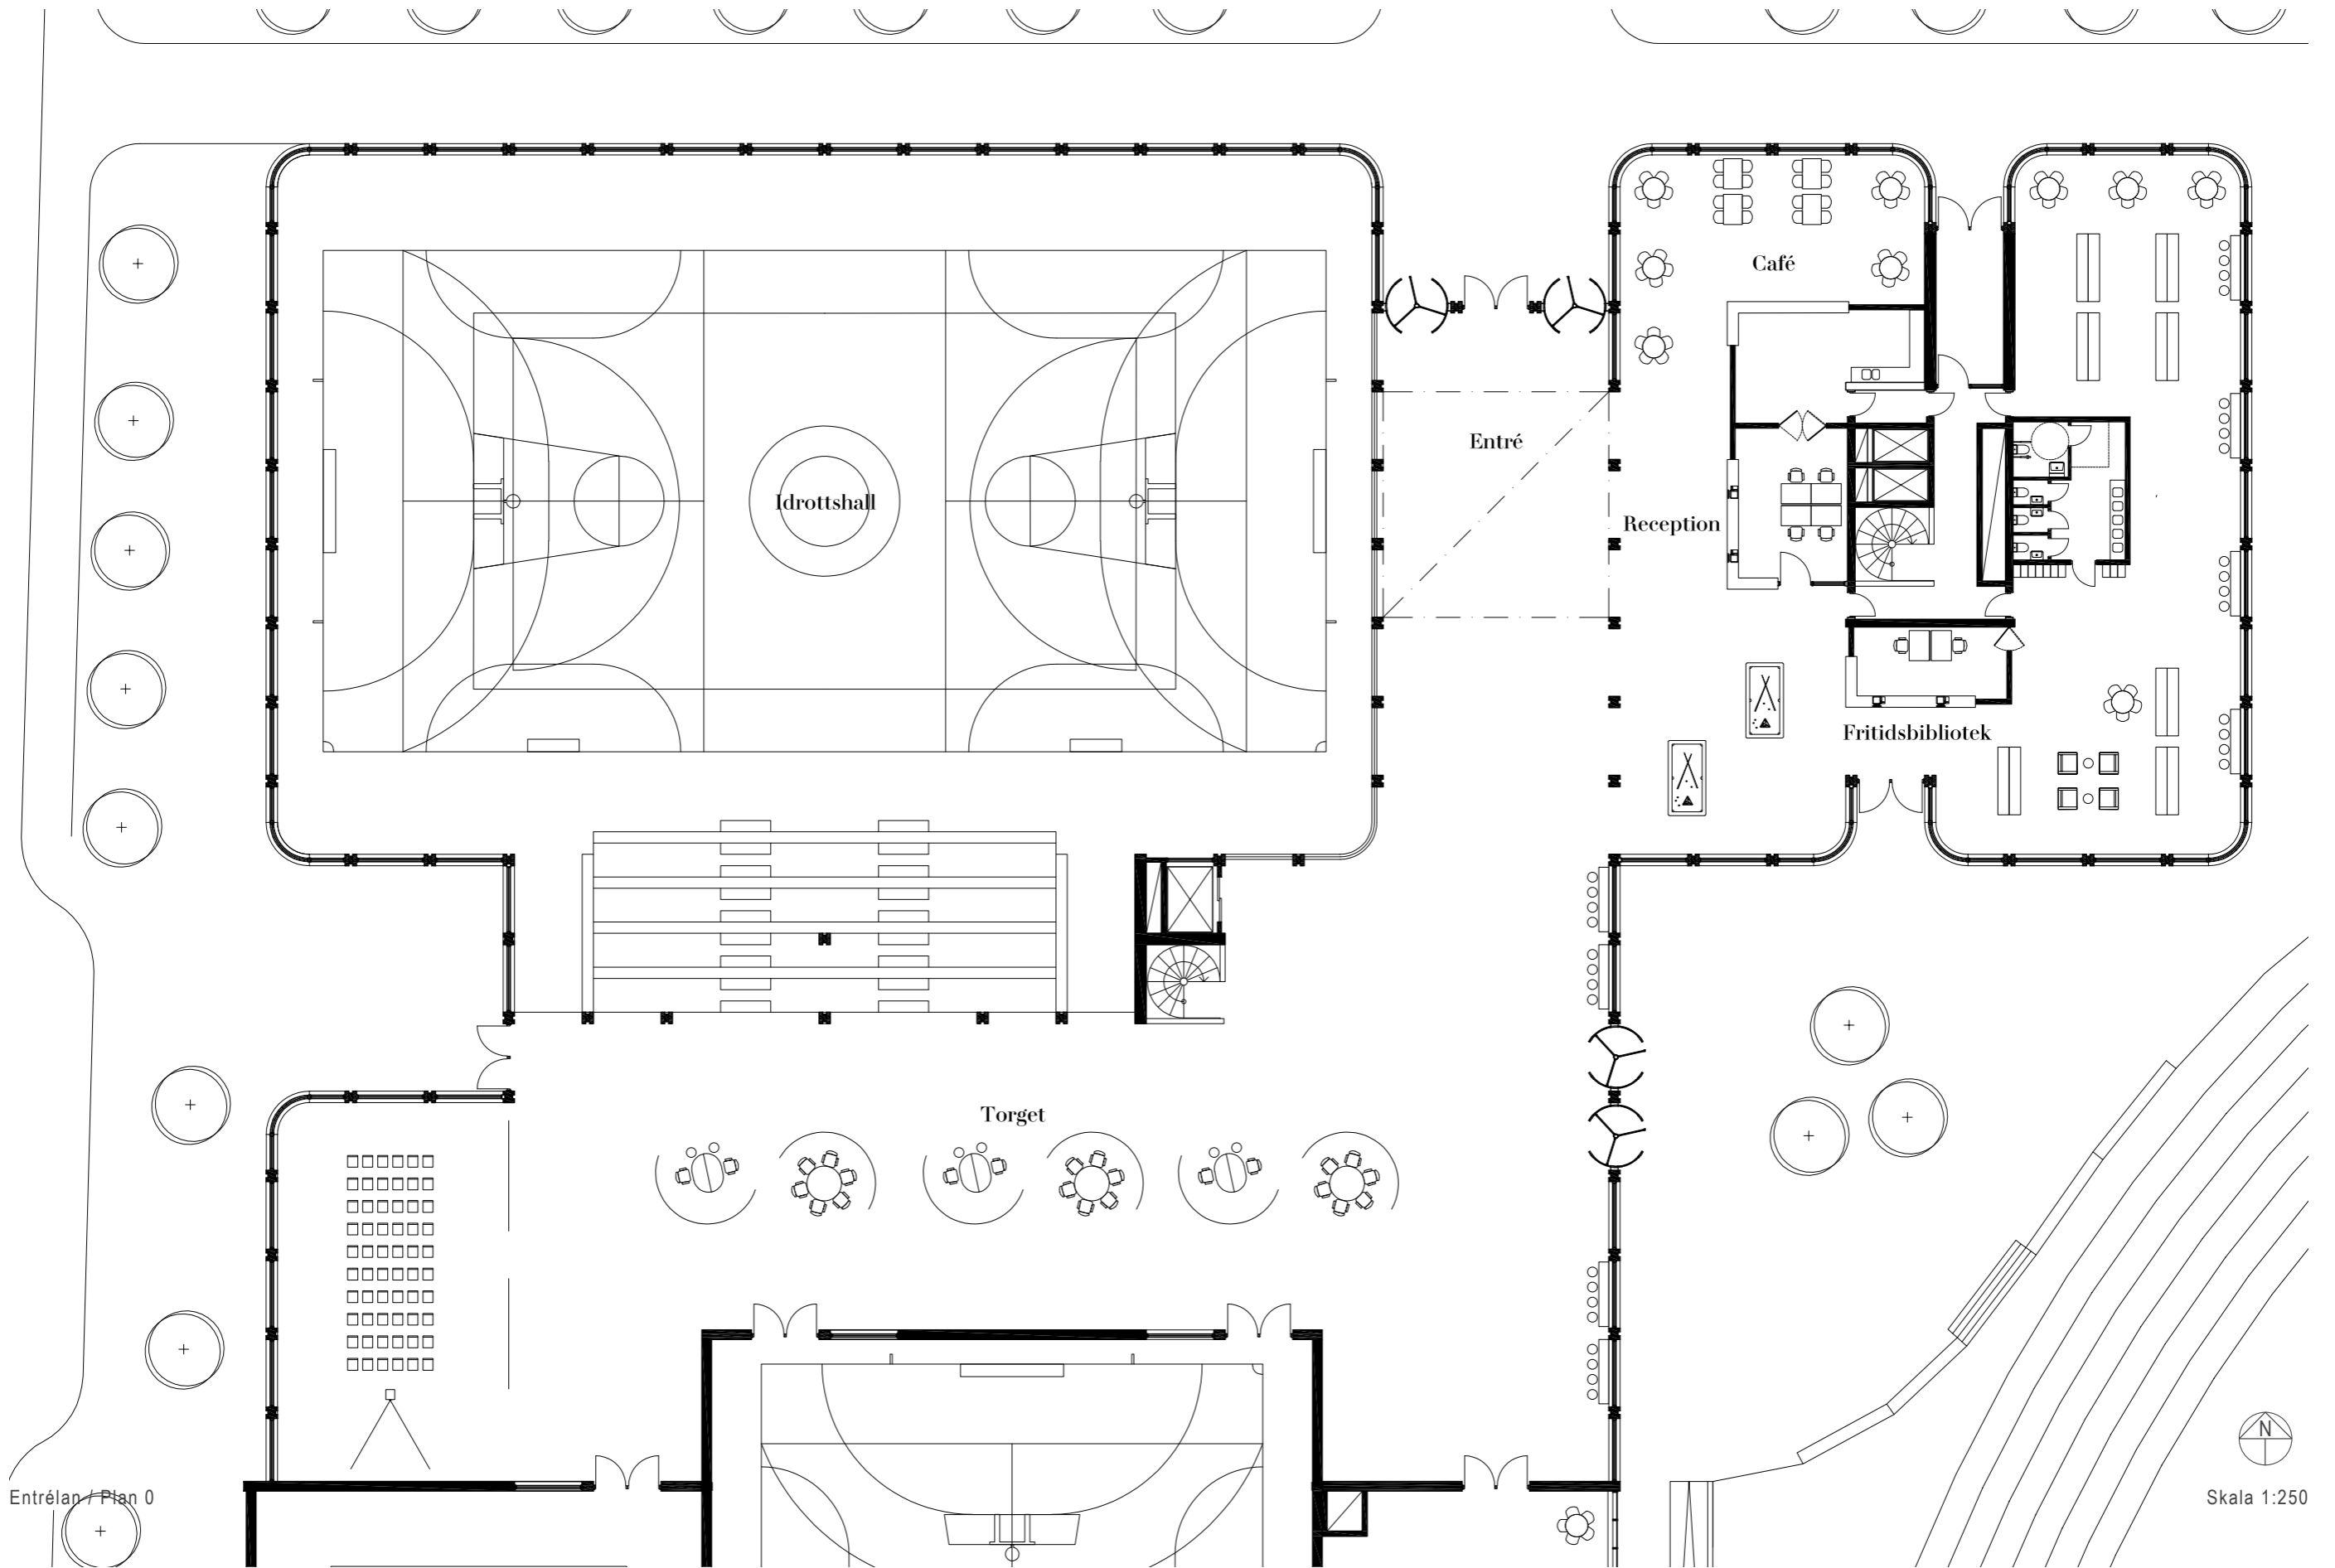 Café
Entré
Idrottshall
Reception
Fritidsbibliotek
Torget
N
Entrélan / Plan 0
Skala 1:250